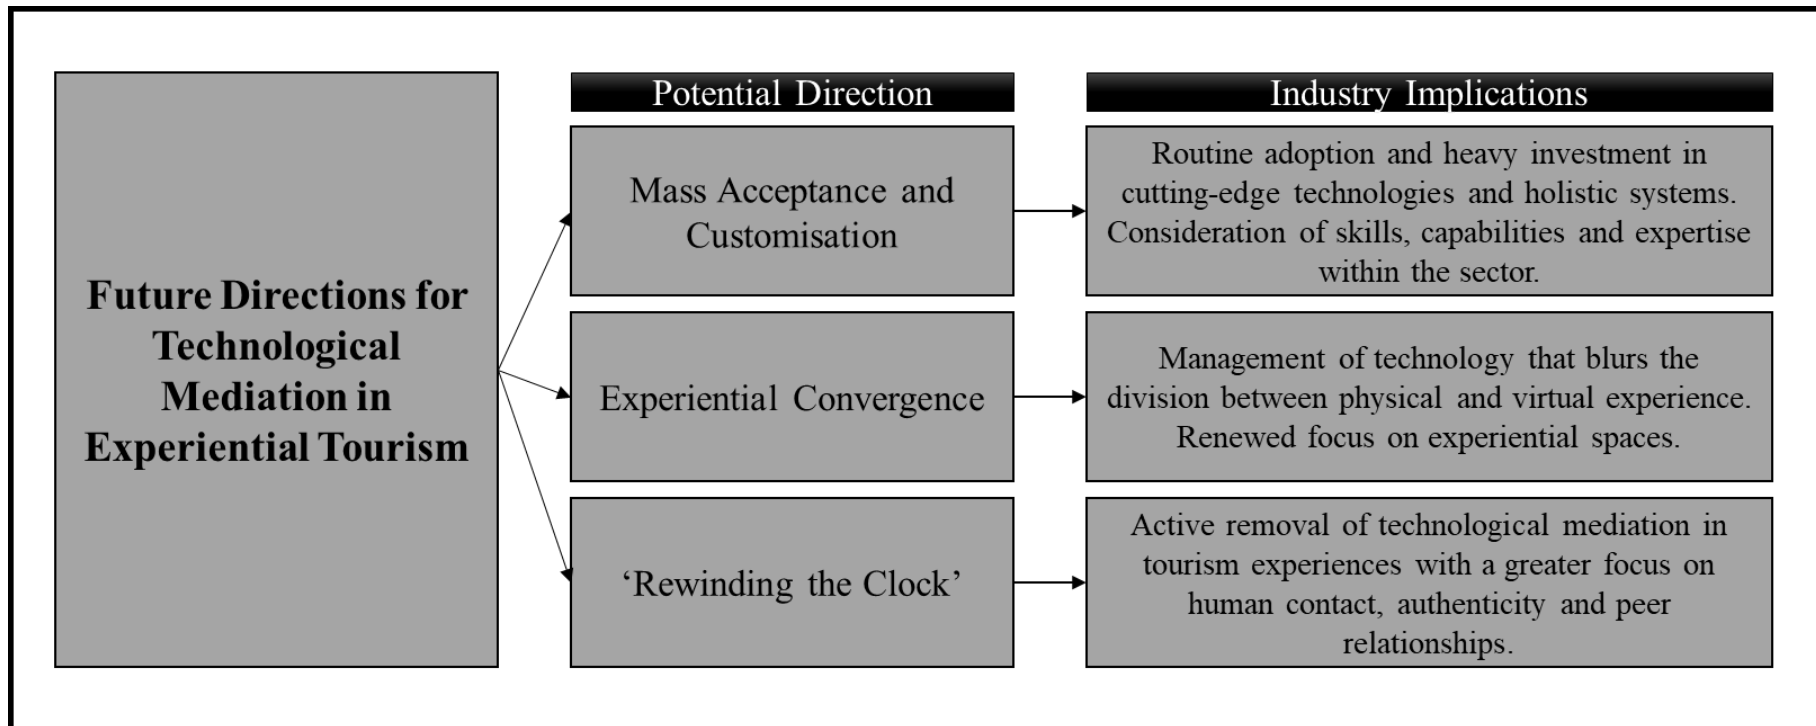 Future Directions for
Technological
Mediation in
Experiential Tourism
Potential Direction
Industry Implications
Mass Acceptance and
Customisation
Routine adoption and heavy investment in
cutting-edge technologies and holistic systems.
Consideration of skills, capabilities and expertise
within the sector.
Experiential Convergence
Management of technology that blurs the
division between physical and virtual experience.
Renewed focus on experiential spaces.
‘Rewinding the Clock’
Active removal of technological mediation in
tourism experiences with a greater focus on
human contact, authenticity and peer
relationships.